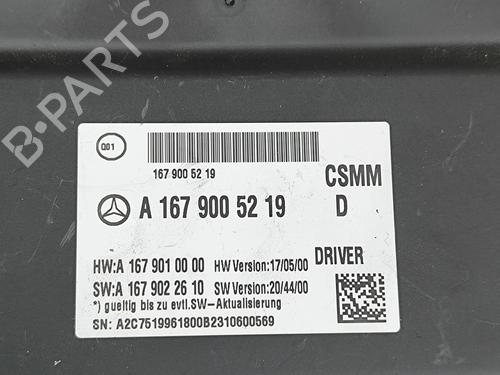 Q01
167 900 52 19
CSMM
A 167 900 52 19 D
HW:A 167 901 00 00 HW Version:17/05/00 DRIVER
SW:A 167 902 26 10 SW Version:20/44/00
*) gueltig bis zu evtl.SW-Aktualisierung
SN: A2C7519961800B2310600569
B-PARTS